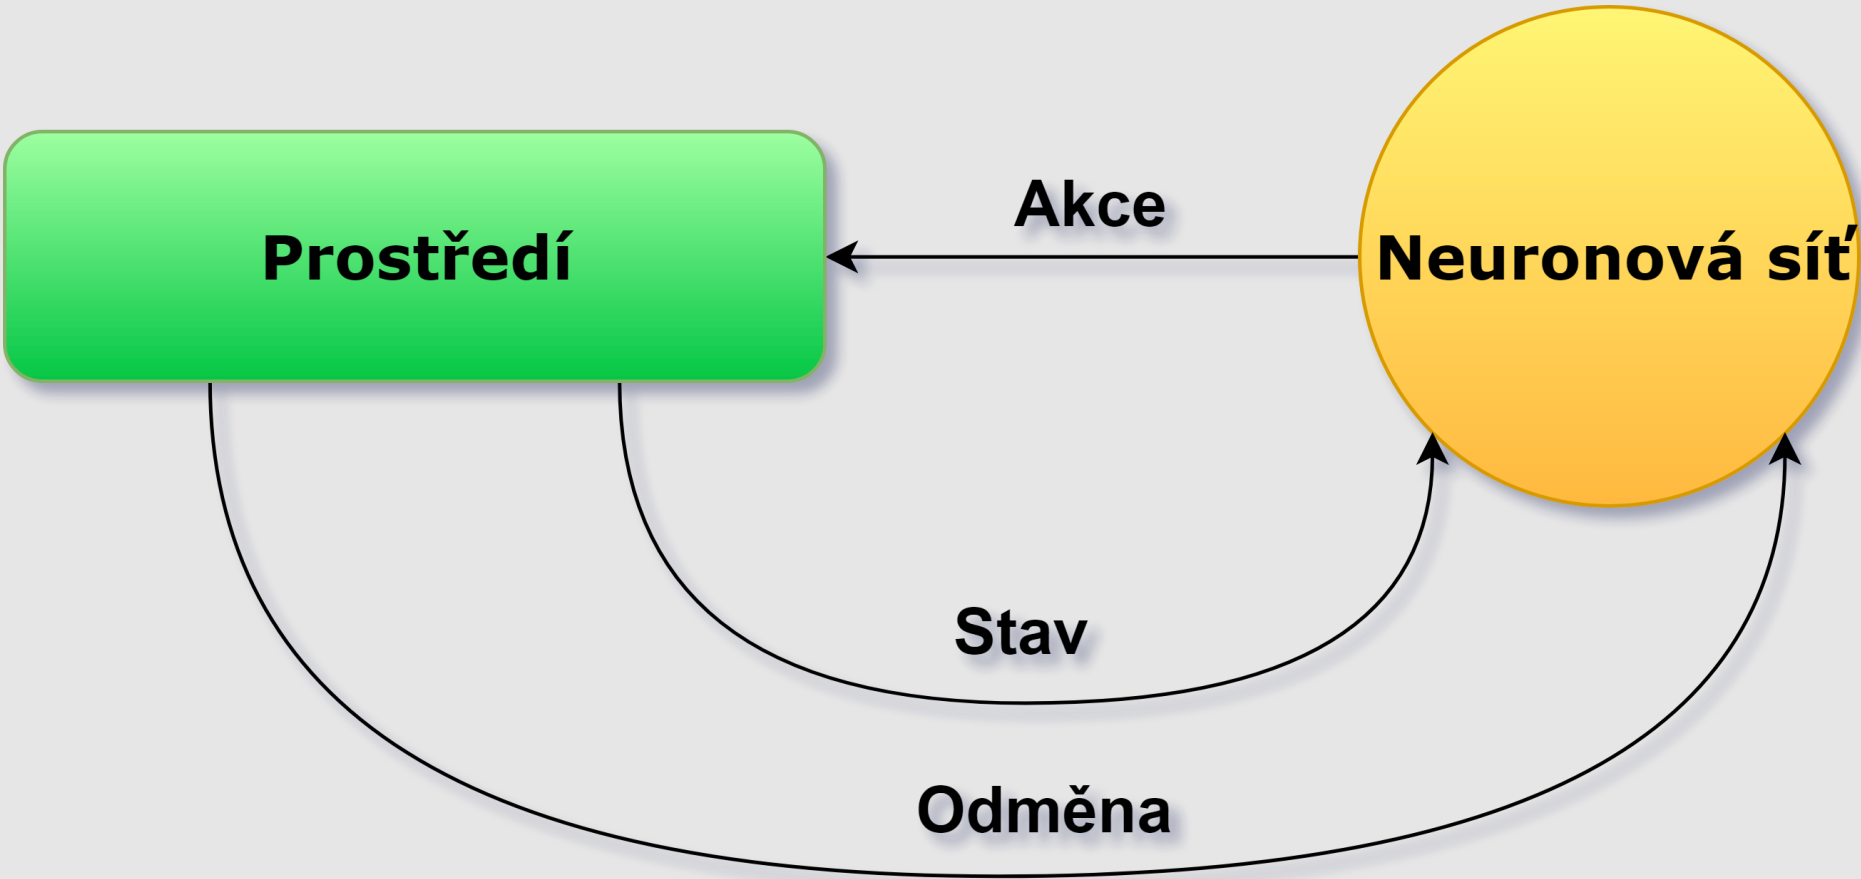 Akce
Prostředí
Neuronová síť
Stav
Odměna